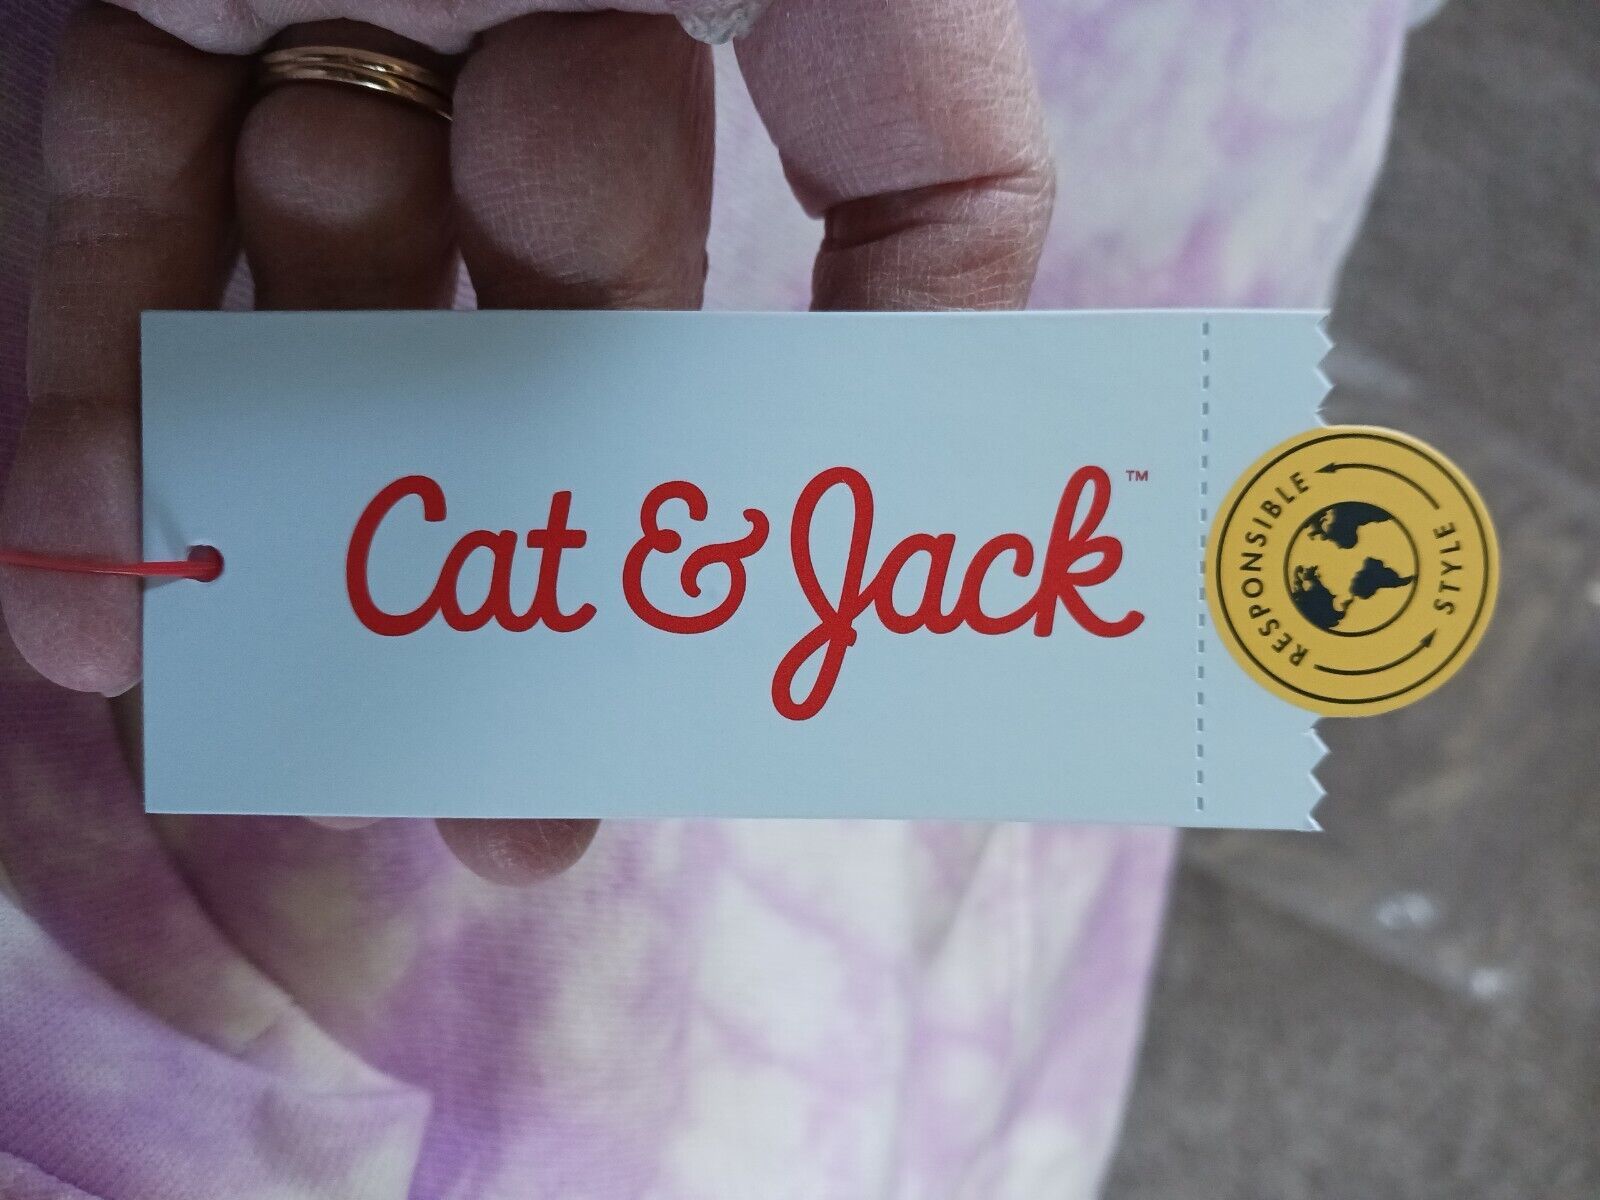 Cat & Jack™
RESPONSIBLE
STYLE